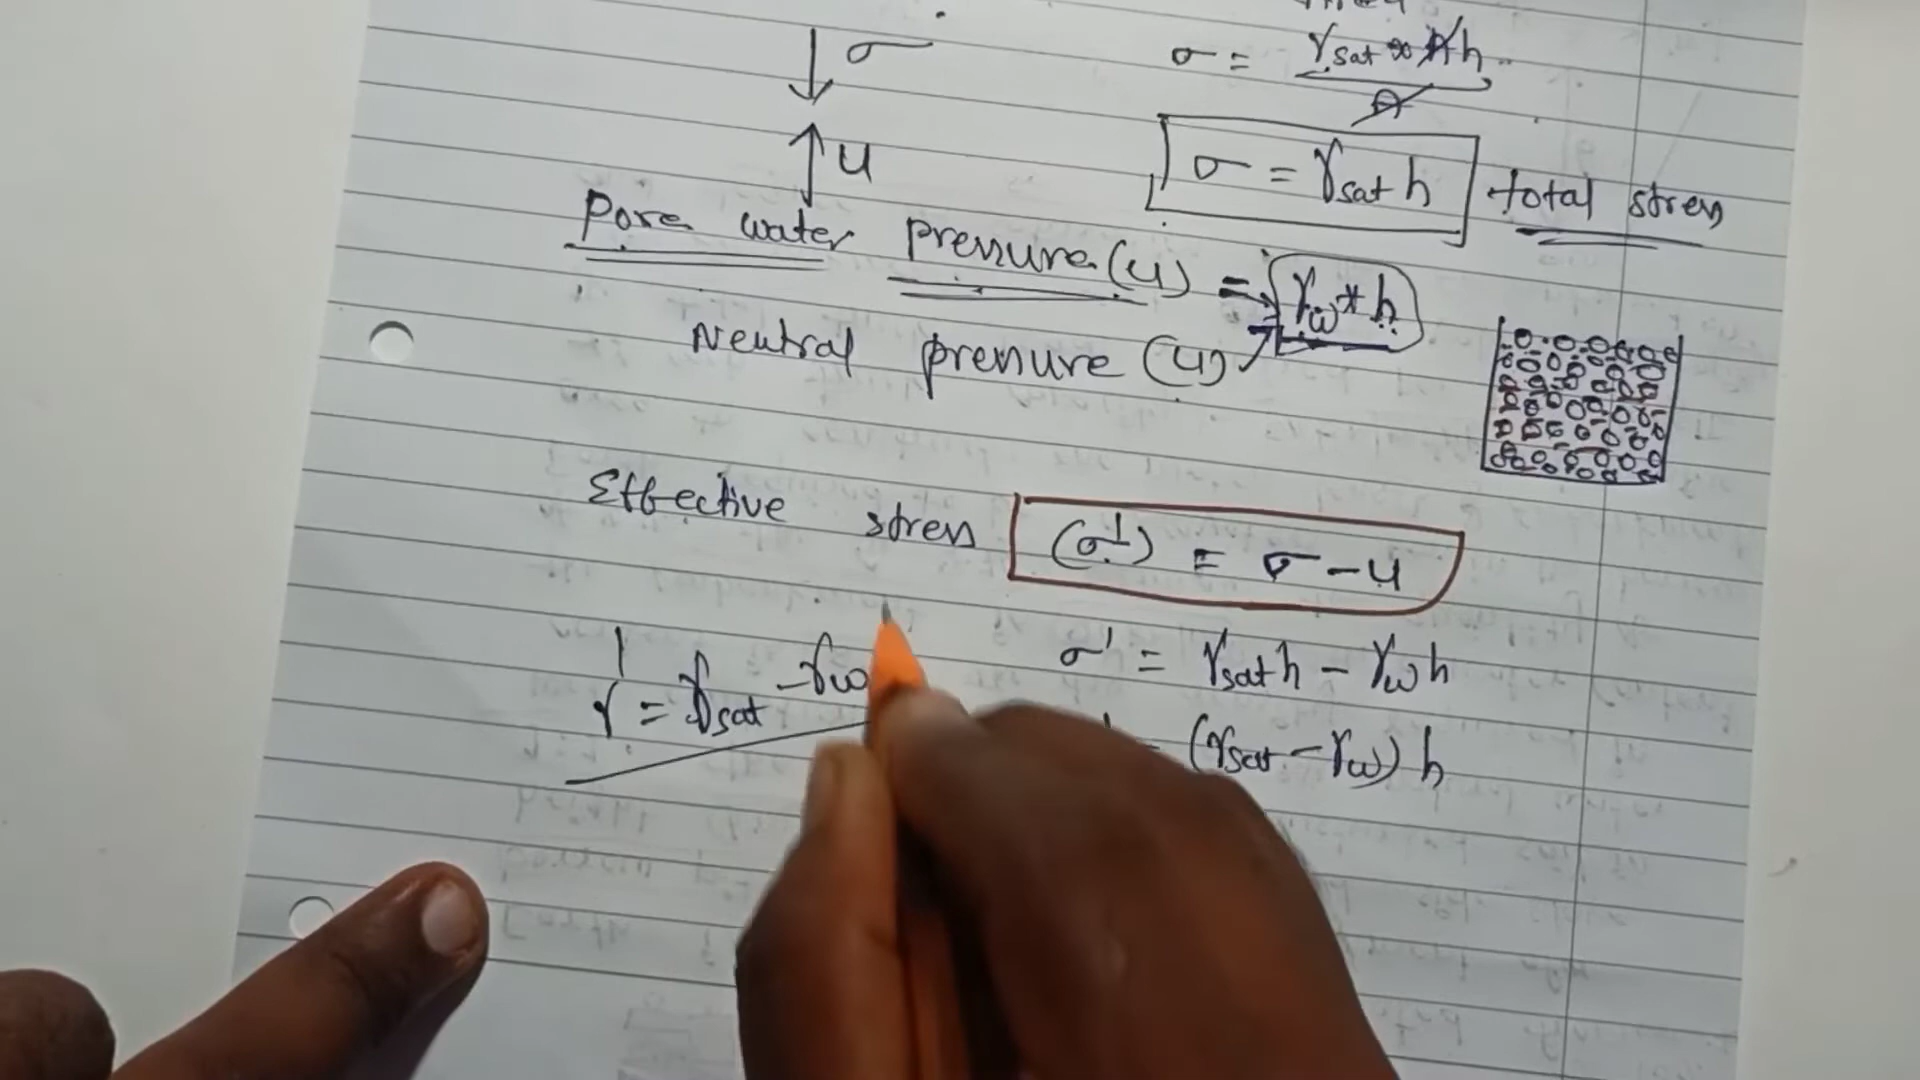 σ
σ = γsat * A h
A
u
σ = γsat h total stress
Pore water pressure (u) = γw * h
Neutral pressure (u)
Effective stress (σ') = σ - u
γ' = γsat - γw
σ' = γsat h - γw h
= (γsat - γw) h